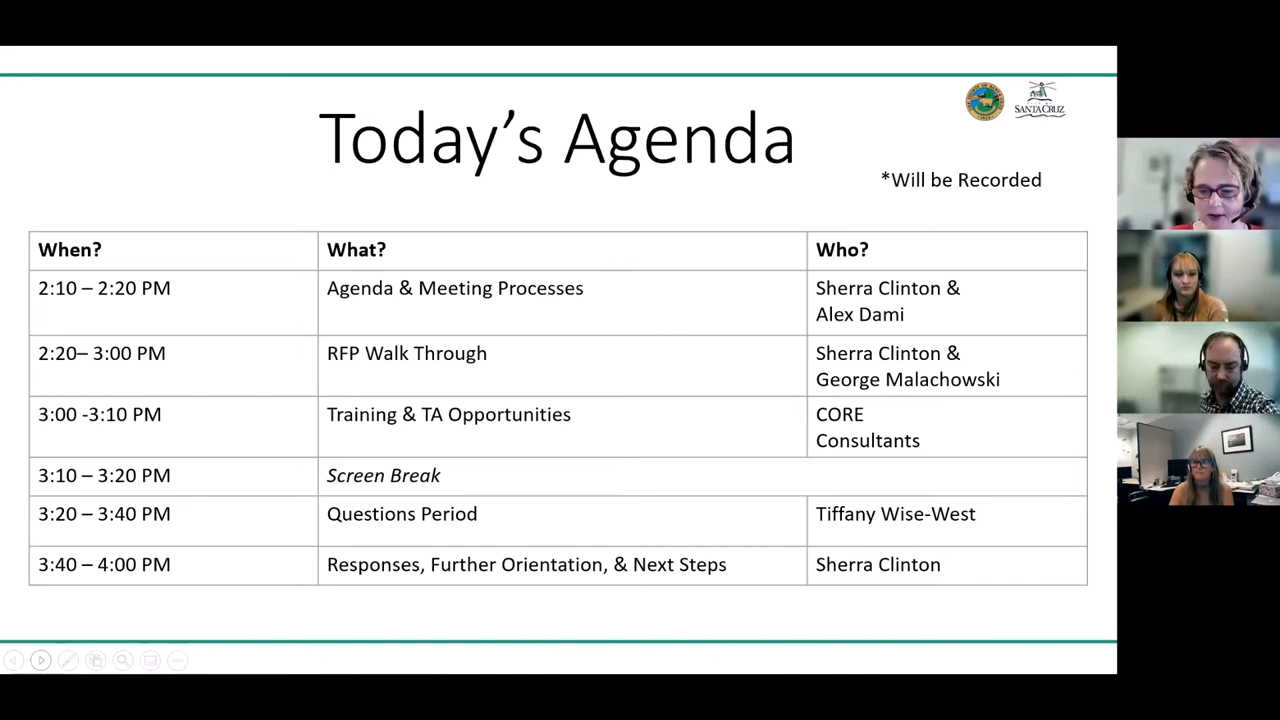 Today's Agenda
SANTA CRUZ
*Will be Recorded
When? What? Who?
2:10 – 2:20 PM Agenda & Meeting Processes Sherra Clinton &
Alex Dami
2:20– 3:00 PM RFP Walk Through Sherra Clinton &
George Malachowski
3:00 -3:10 PM Training & TA Opportunities CORE
Consultants
3:10 – 3:20 PM Screen Break
3:20 – 3:40 PM Questions Period Tiffany Wise-West
3:40 – 4:00 PM Responses, Further Orientation, & Next Steps Sherra Clinton